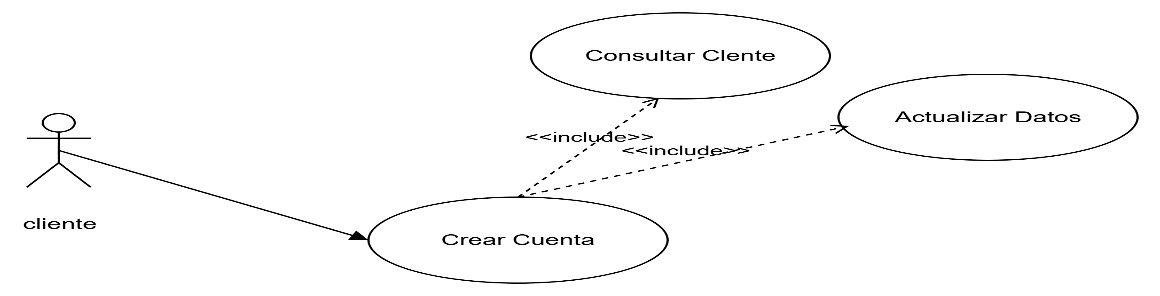 Consultar Clente
Actualizar Datos
<<include>>
<<include>>
cliente
Crear Cuenta